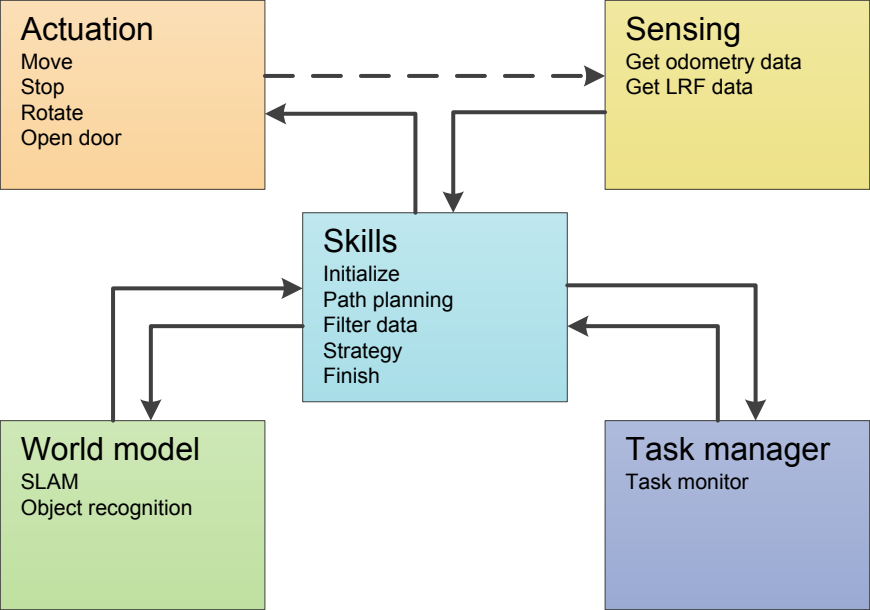 Actuation
Move
Stop
Rotate
Open door
Sensing
Get odometry data
Get LRF data
Skills
Initialize
Path planning
Filter data
Strategy
Finish
World model
SLAM
Object recognition
Task manager
Task monitor